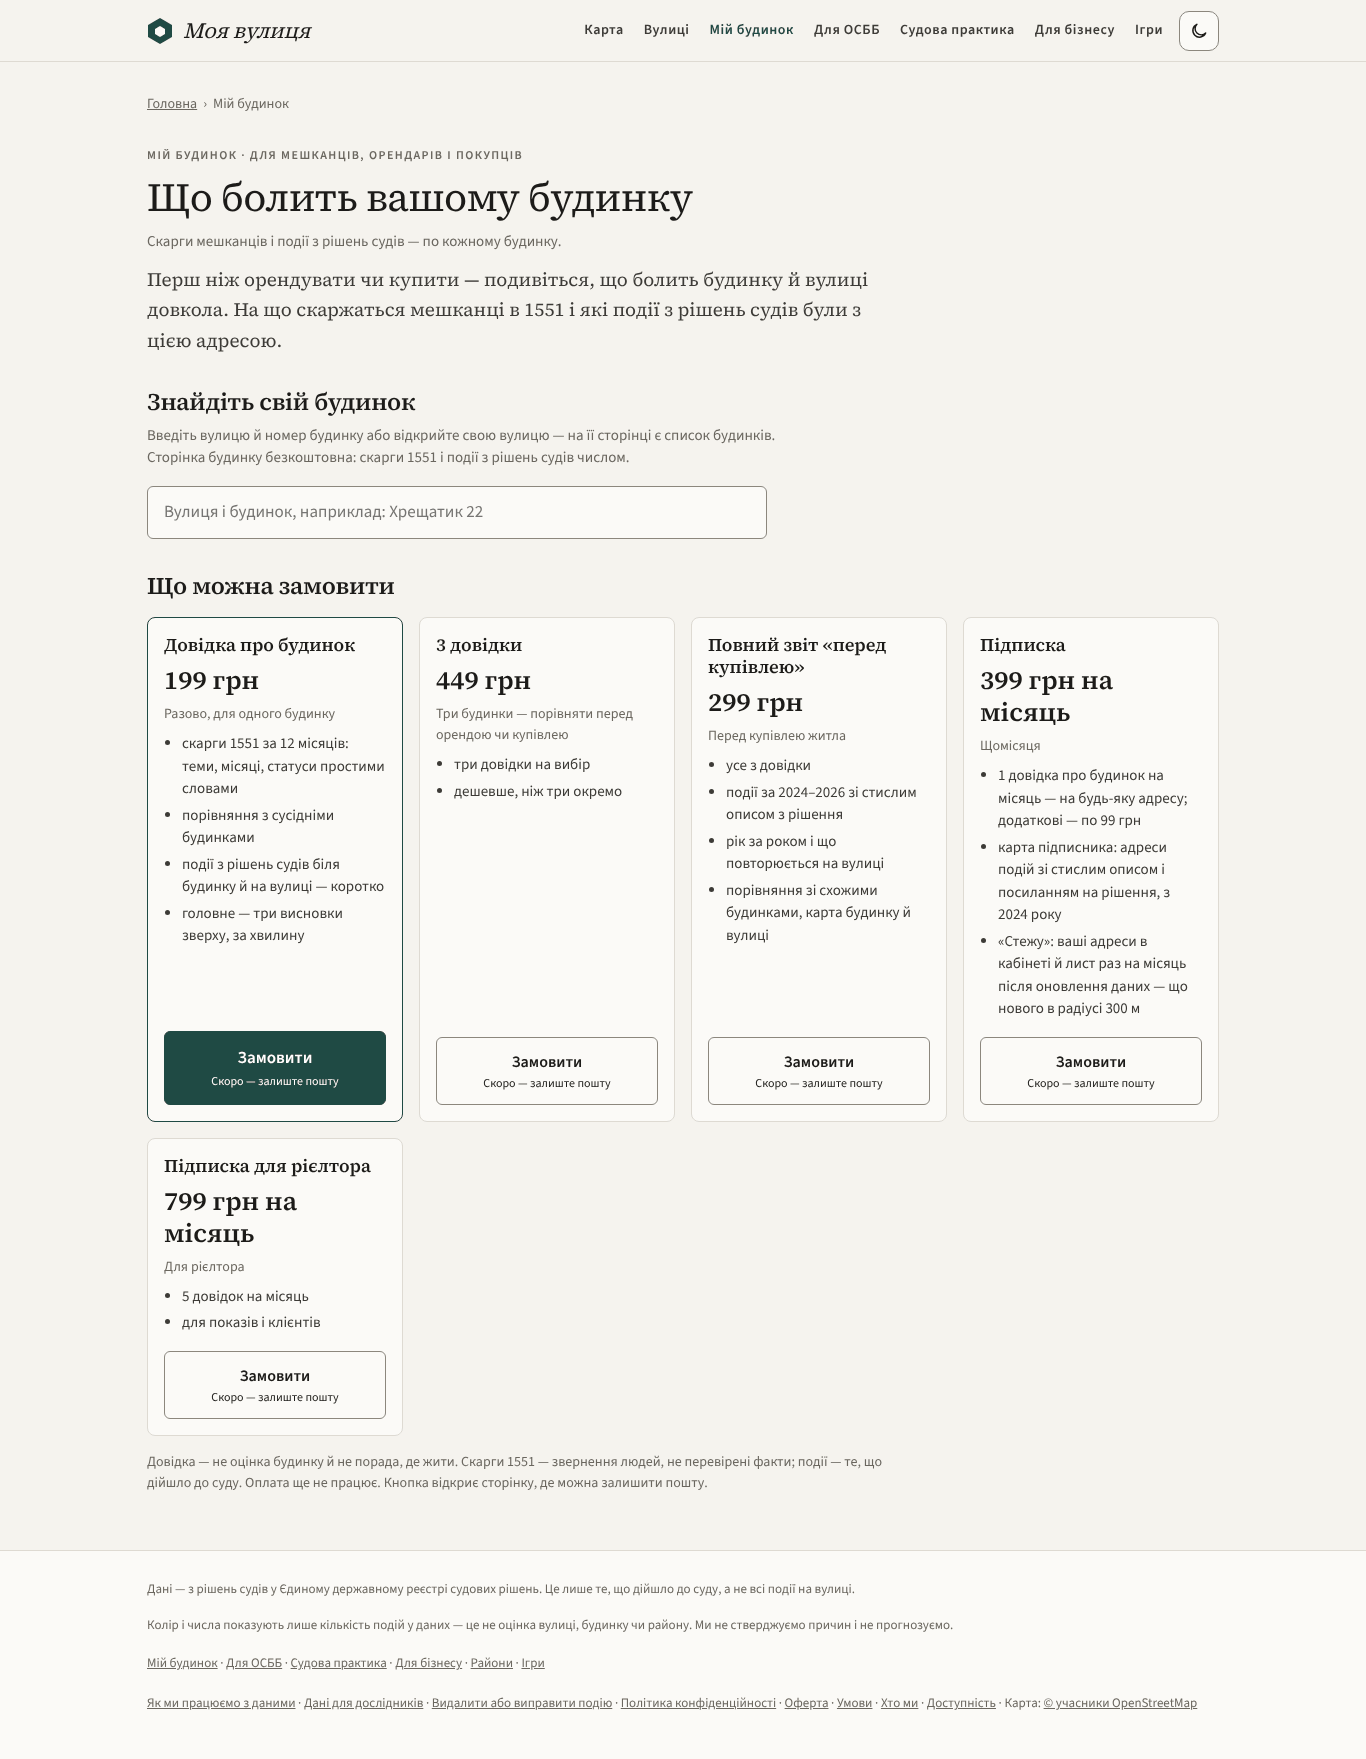 Моя вулиця
Карта Вулиці Мій будинок Для ОСББ Судова практика Для бізнесу Ігри
Головна › Мій будинок
МІЙ БУДИНОК · ДЛЯ МЕШКАНЦІВ, ОРЕНДАРІВ І ПОКУПЦІВ
Що болить вашому будинку
Скарги мешканців і події з рішень судів — по кожному будинку.
Перш ніж орендувати чи купити — подивіться, що болить будинку й вулиці
довкола. На що скаржаться мешканці в 1551 і які події з рішень судів були з
цією адресою.
Знайдіть свій будинок
Введіть вулицю й номер будинку або відкрийте свою вулицю — на її сторінці є список будинків.
Сторінка будинку безкоштовна: скарги 1551 і події з рішень судів числом.
Вулиця і будинок, наприклад: Хрещатик 22
Що можна замовити
Довідка про будинок
199 грн
Разово, для одного будинку
• скарги 1551 за 12 місяців:
теми, місяці, статуси простими
словами
• порівняння з сусідніми
будинками
• події з рішень судів біля
будинку й на вулиці — коротко
• головне — три висновки
зверху, за хвилину
Замовити
Скоро — залиште пошту
3 довідки
449 грн
Три будинки — порівняти перед
орендою чи купівлею
• три довідки на вибір
• дешевше, ніж три окремо
Замовити
Скоро — залиште пошту
Повний звіт «перед
купівлею»
299 грн
Перед купівлею житла
• усе з довідки
• події за 2024–2026 зі стислим
описом з рішення
• рік за роком і що
повторюється на вулиці
• порівняння зі схожими
будинками, карта будинку й
вулиці
Замовити
Скоро — залиште пошту
Підписка
399 грн на
місяць
Щомісяця
• 1 довідка про будинок на
місяць — на будь-яку адресу;
додаткові — по 99 грн
• карта підписника: адреси
подій зі стислим описом і
посиланням на рішення, з
2024 року
• «Стежу»: ваші адреси в
кабінеті й лист раз на місяць
після оновлення даних — що
нового в радіусі 300 м
Замовити
Скоро — залиште пошту
Підписка для рієлтора
799 грн на
місяць
Для рієлтора
• 5 довідок на місяць
• для показів і клієнтів
Замовити
Скоро — залиште пошту
Довідка — не оцінка будинку й не порада, де жити. Скарги 1551 — звернення людей, не перевірені факти; події — те, що
дійшло до суду. Оплата ще не працює. Кнопка відкриє сторінку, де можна залишити пошту.
Дані — з рішень судів у Єдиному державному реєстрі судових рішень. Це лише те, що дійшло до суду, а не всі події на вулиці.
Колір і числа показують лише кількість подій у даних — це не оцінка вулиці, будинку чи району. Ми не стверджуємо причин і не прогнозуємо.
Мій будинок · Для ОСББ · Судова практика · Для бізнесу · Райони · Ігри
Як ми працюємо з даними · Дані для дослідників · Видалити або виправити подію · Політика конфіденційності · Оферта · Умови · Хто ми · Доступність · Карта: © учасники OpenStreetMap